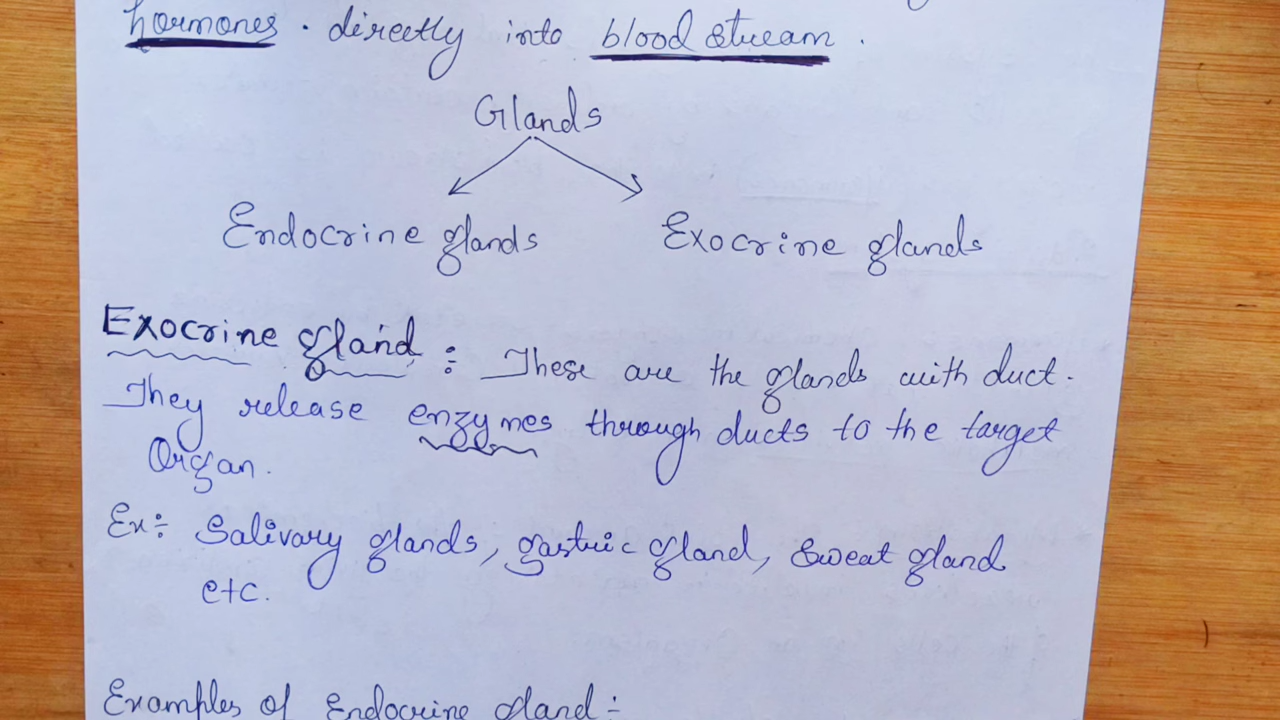 hormones. directly into blood stream.
Glands
Endocrine glands Exocrine glands
Exocrine gland : These are the glands with duct.
They release enzymes through ducts to the target
Organ.
Ex: Salivary glands, gastric gland, Sweat gland
etc.
Examples of Endocrine gland:-